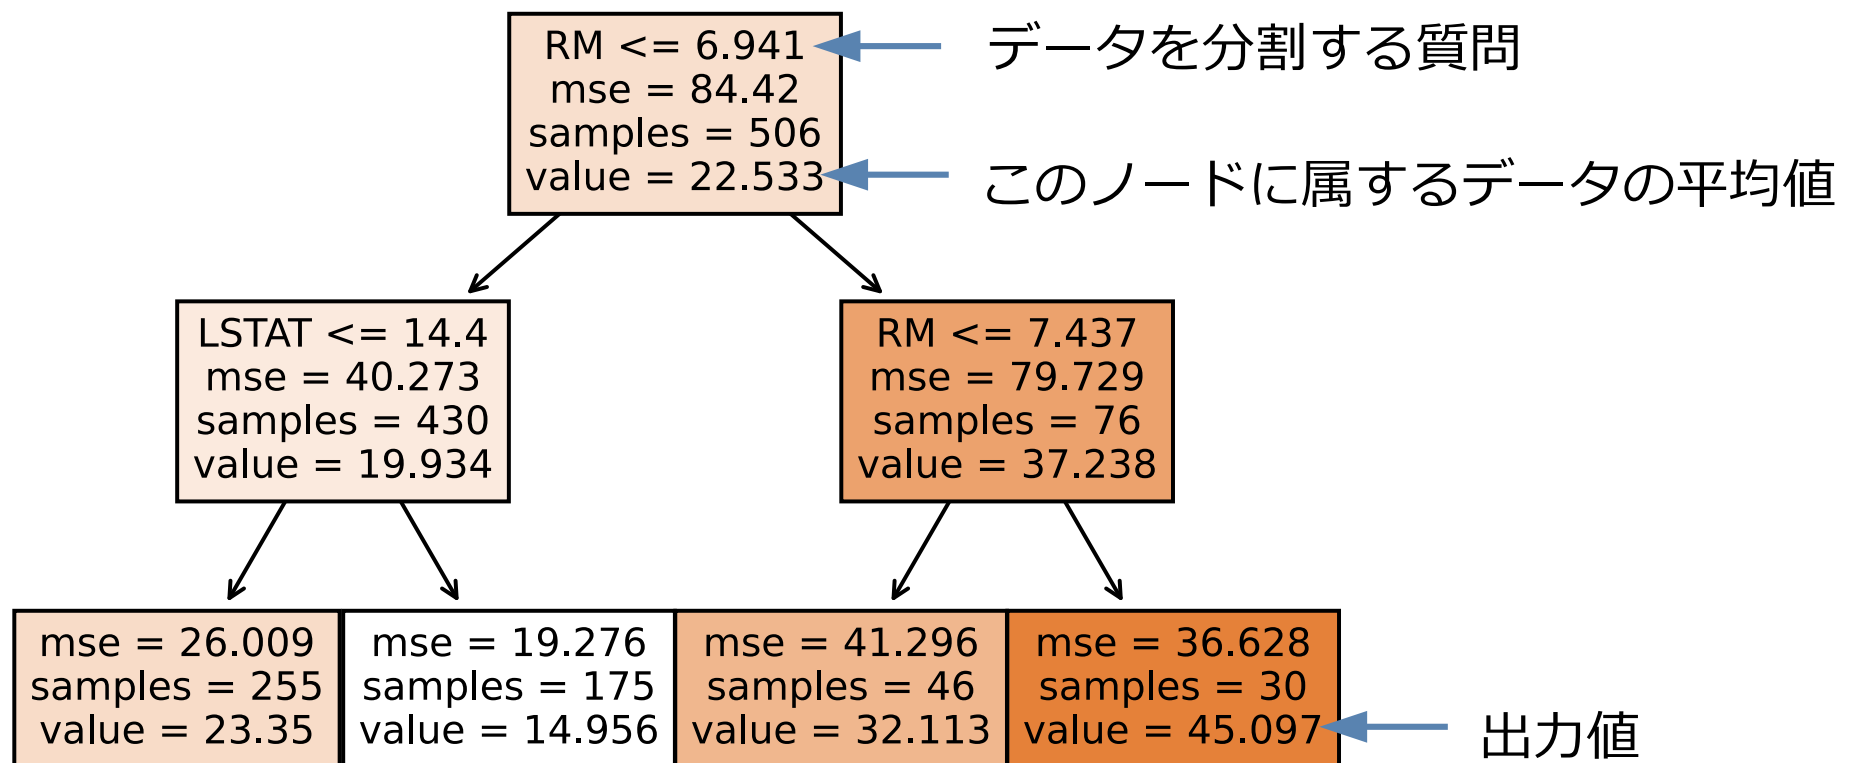 RM <= 6.941
mse = 84.42
samples = 506
value = 22.533
データを分割する質問
このノードに属するデータの平均値
LSTAT <= 14.4
mse = 40.273
samples = 430
value = 19.934
RM <= 7.437
mse = 79.729
samples = 76
value = 37.238
mse = 26.009
samples = 255
value = 23.35
mse = 19.276
samples = 175
value = 14.956
mse = 41.296
samples = 46
value = 32.113
mse = 36.628
samples = 30
value = 45.097
出力値